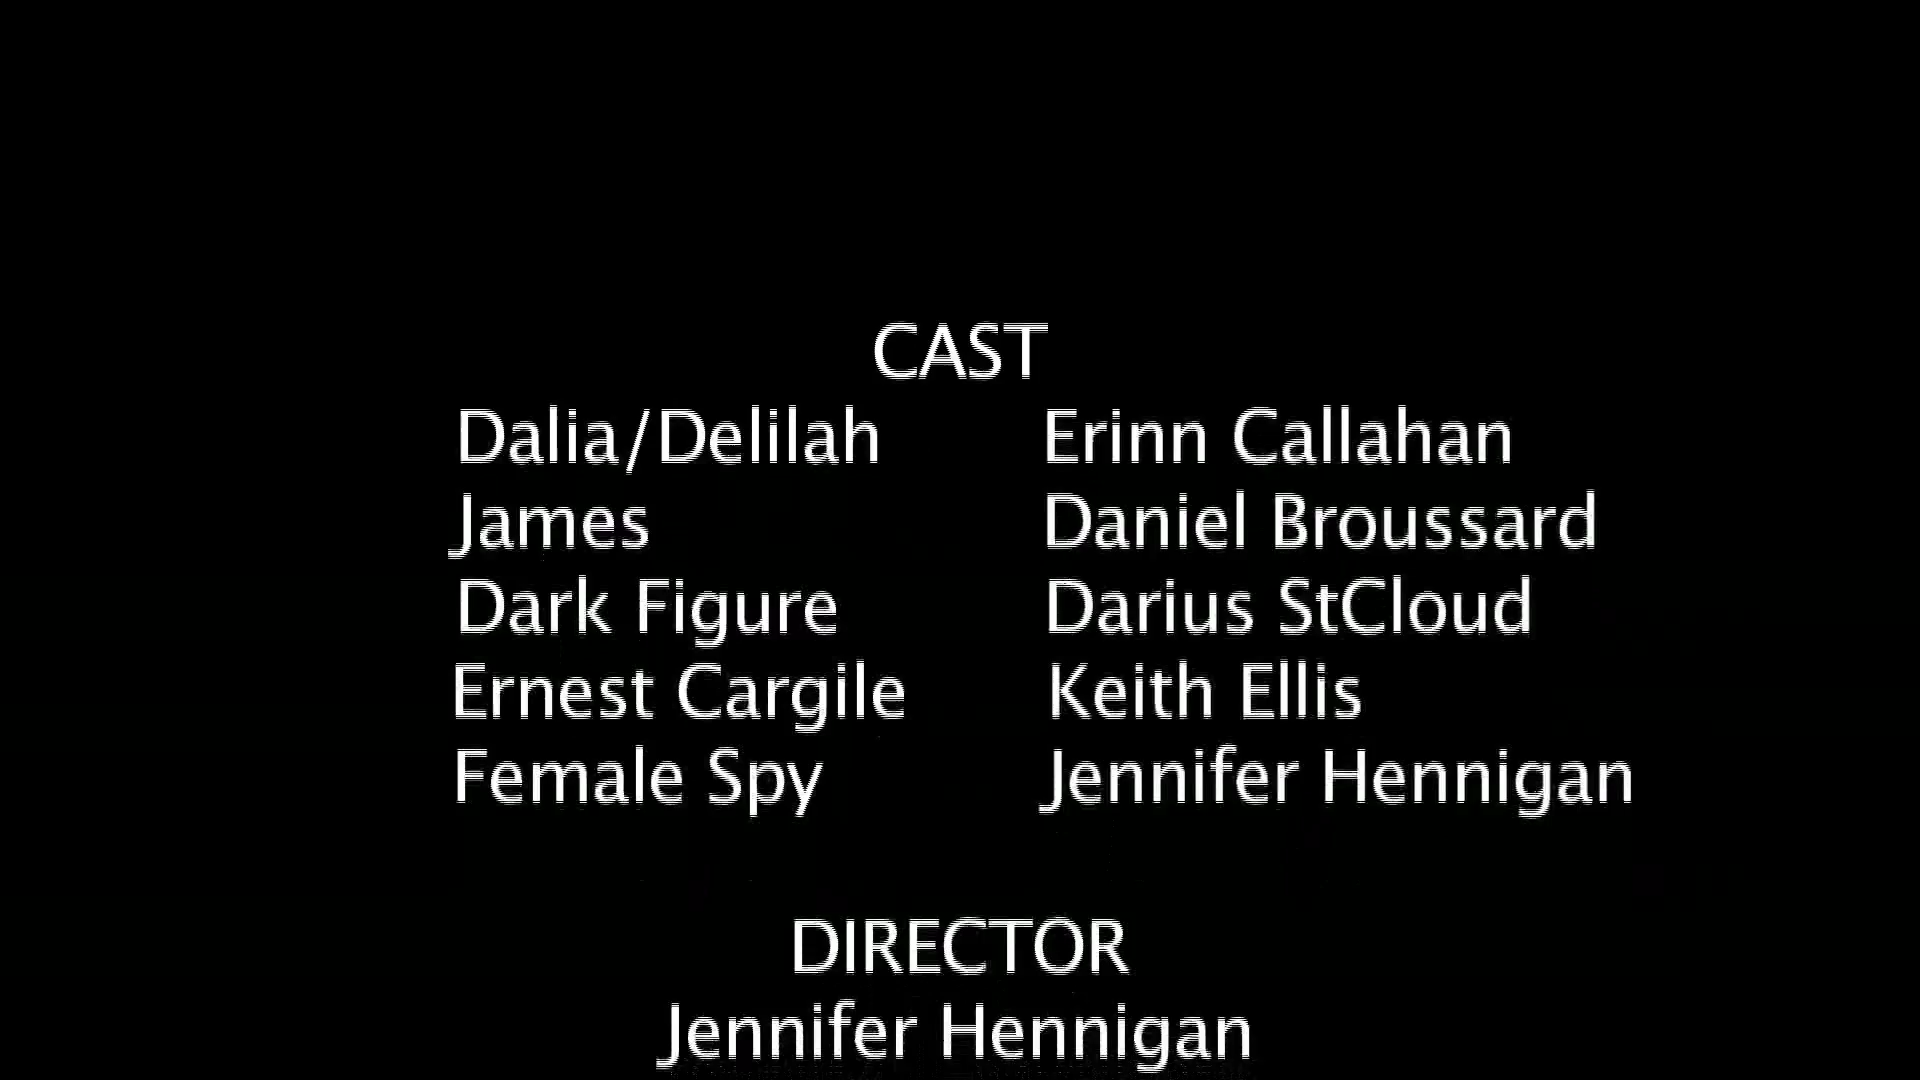 CAST
Dalia/Delilah Erinn Callahan
James Daniel Broussard
Dark Figure Darius StCloud
Ernest Cargile Keith Ellis
Female Spy Jennifer Hennigan
DIRECTOR
Jennifer Hennigan